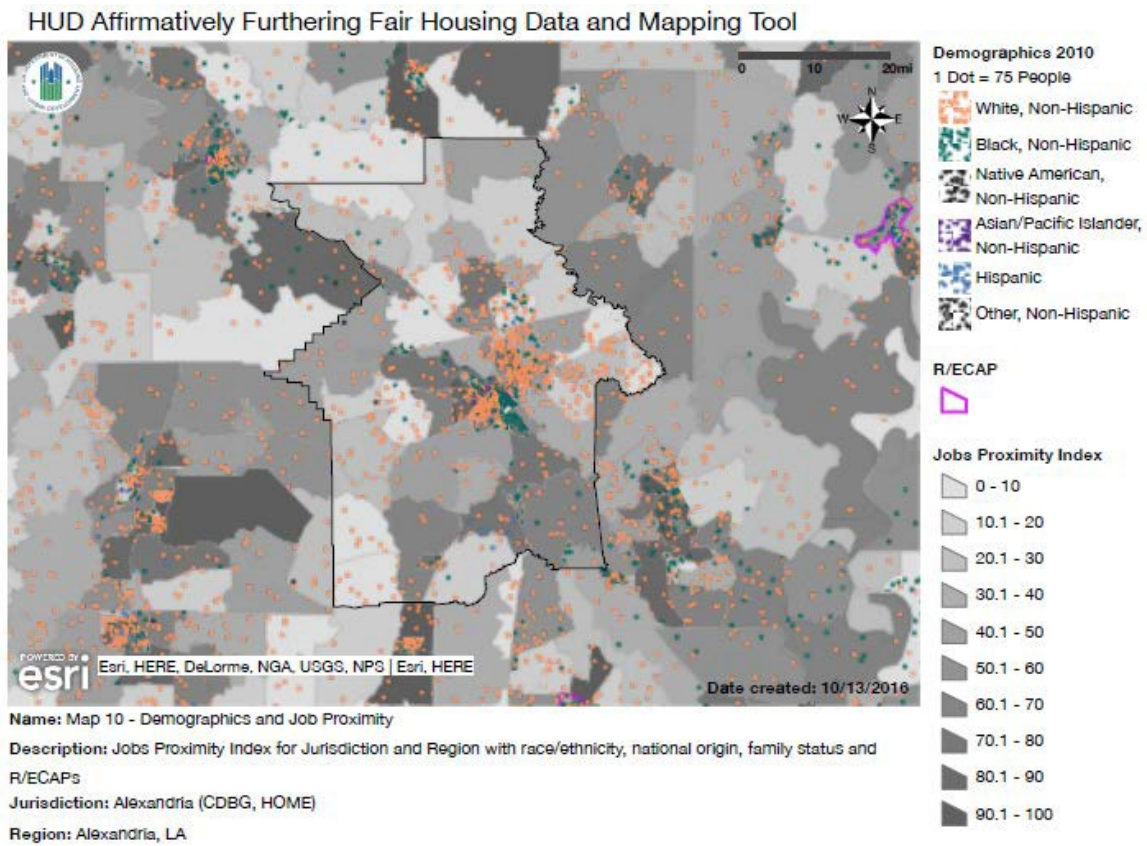 HUD Affirmatively Furthering Fair Housing Data and Mapping Tool
0 10 20mi
N
W E
S
POWERED BY
esri
Esri, HERE, DeLorme, NGA, USGS, NPS | Esri, HERE
Date created: 10/13/2016
Name: Map 10 - Demographics and Job Proximity
Description: Jobs Proximity Index for Jurisdiction and Region with race/ethnicity, national origin, family status and
R/ECAPs
Jurisdiction: Alexandria (CDBG, HOME)
Region: Alexandria, LA
Demographics 2010
1 Dot = 75 People
White, Non-Hispanic
Black, Non-Hispanic
Native American,
Non-Hispanic
Asian/Pacific Islander,
Non-Hispanic
Hispanic
Other, Non-Hispanic
R/ECAP
Jobs Proximity Index
0 - 10
10.1 - 20
20.1 - 30
30.1 - 40
40.1 - 50
50.1 - 60
60.1 - 70
70.1 - 80
80.1 - 90
90.1 - 100